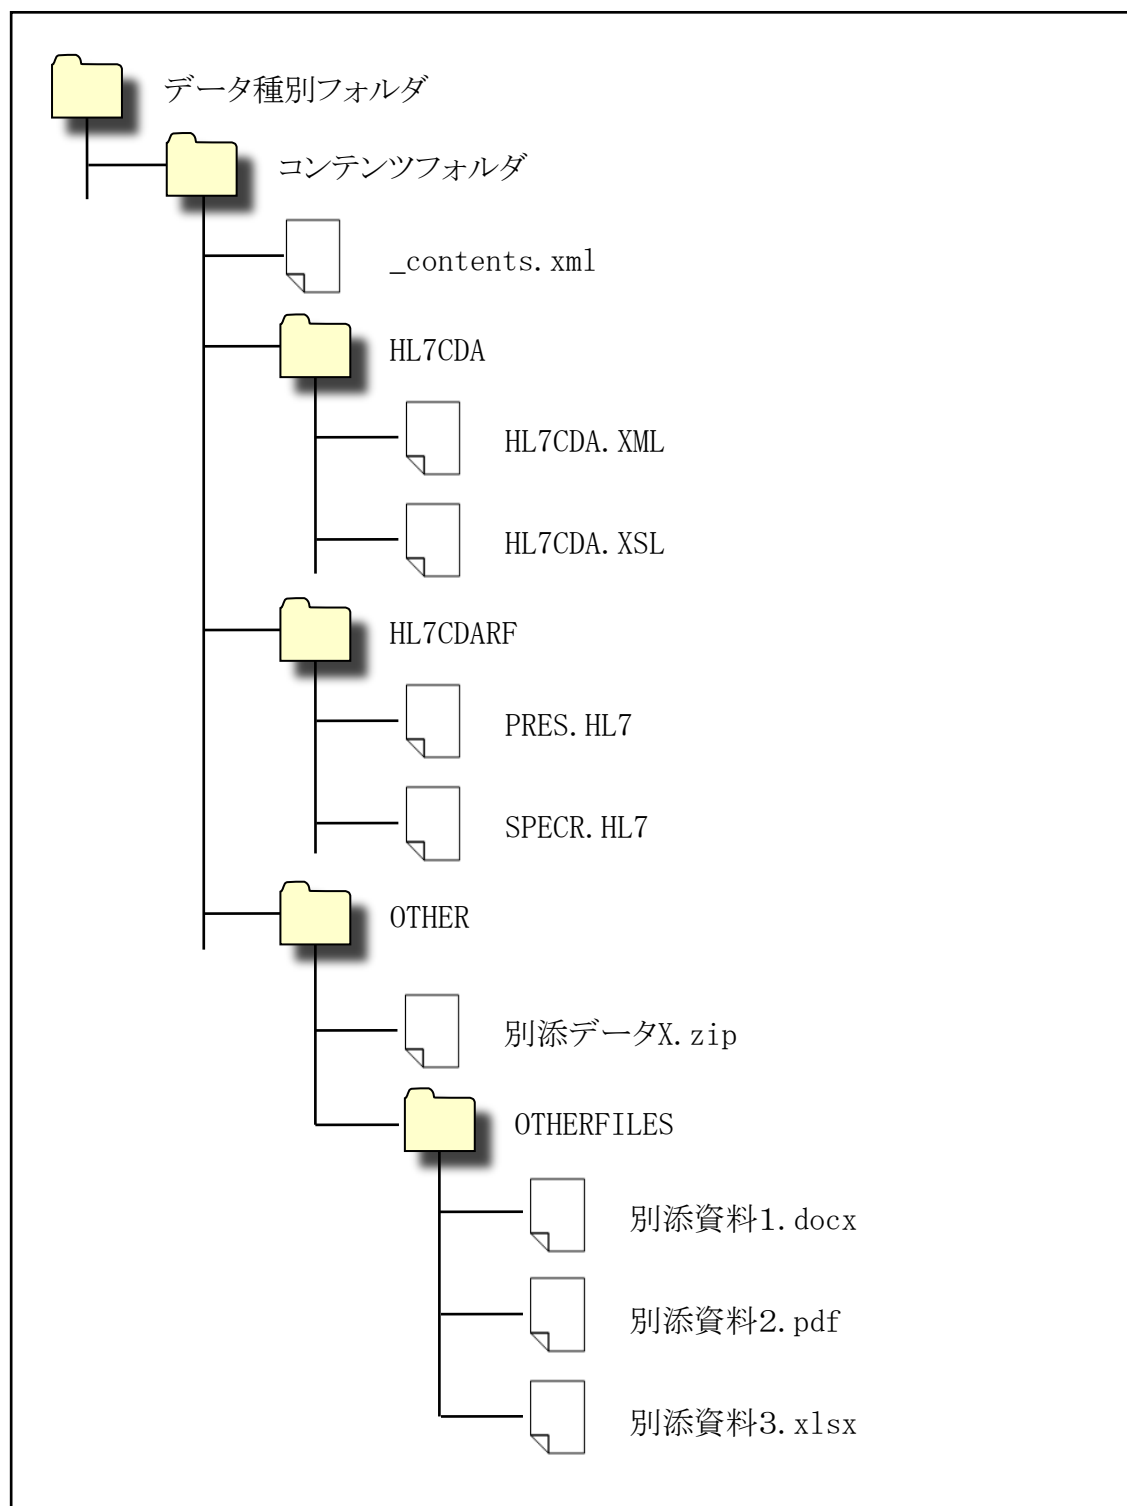 データ種別フォルダ
コンテンツフォルダ
_contents.xml
HL7CDA
HL7CDA.XML
HL7CDA.XSL
HL7CDARF
PRES.HL7
SPECR.HL7
OTHER
別添データX.zip
OTHERFILES
別添資料1.docx
別添資料2.pdf
別添資料3.xlsx